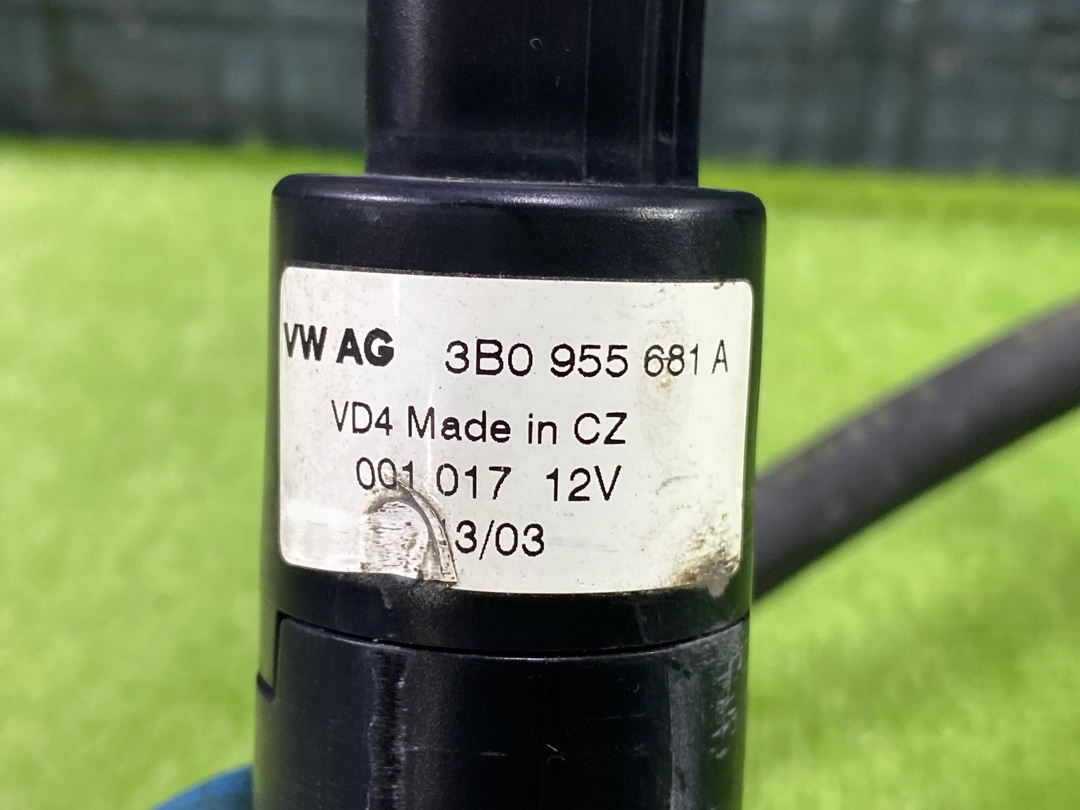 VW AG 3B0 955 681 A
VD4 Made in CZ
001 017 12V
3/03